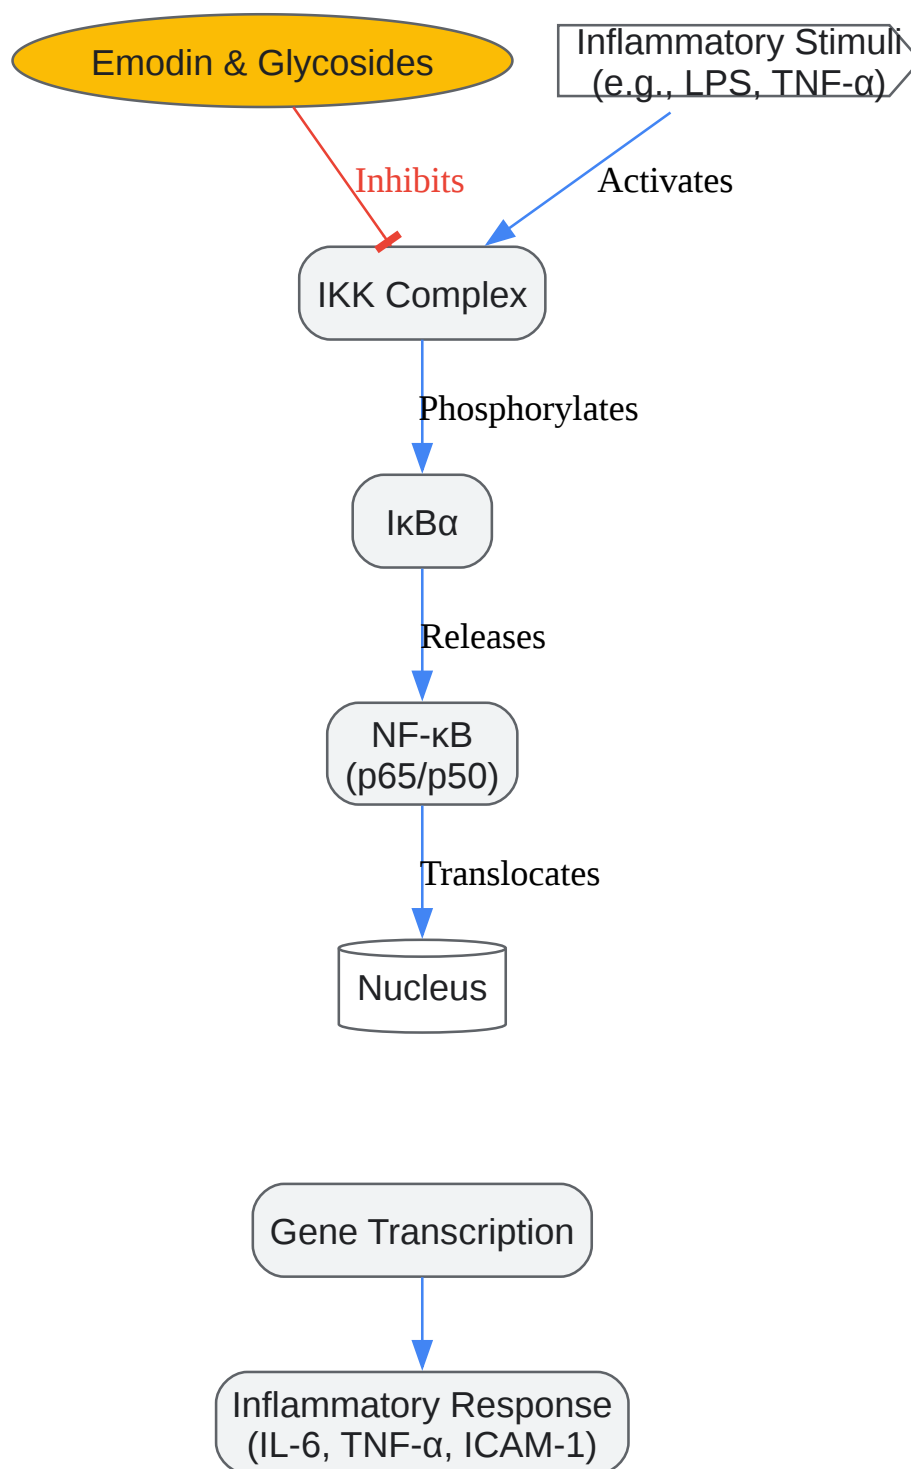 Emodin & Glycosides
Inflammatory Stimuli
(e.g., LPS, TNF-α)
Inhibits
Activates
IKK Complex
Phosphorylates
IκBα
Releases
NF-κB
(p65/p50)
Translocates
Nucleus
Gene Transcription
Inflammatory Response
(IL-6, TNF-α, ICAM-1)